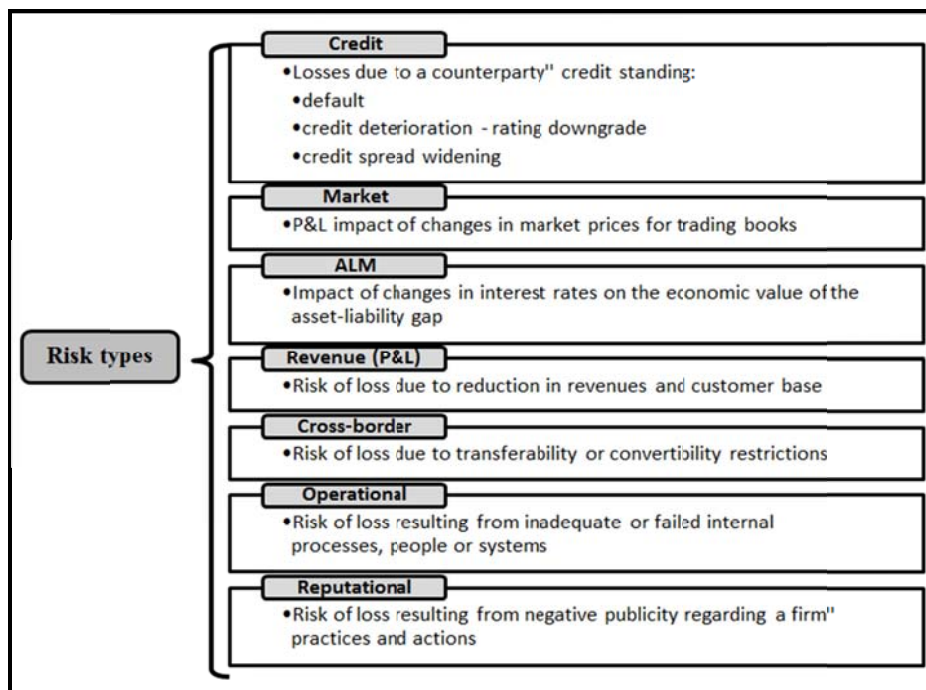 Credit
•Losses due to a counterparty" credit standing:
•default
•credit deterioration - rating downgrade
•credit spread widening
Market
•P&L impact of changes in market prices for trading books
ALM
•Impact of changes in interest rates on the economic value of the
asset-liability gap
Risk types
Revenue (P&L)
•Risk of loss due to reduction in revenues and customer base
Cross-border
•Risk of loss due to transferability or convertibility restrictions
Operational
•Risk of loss resulting from inadequate or failed internal
processes, people or systems
Reputational
•Risk of loss resulting from negative publicity regarding a firm"
practices and actions